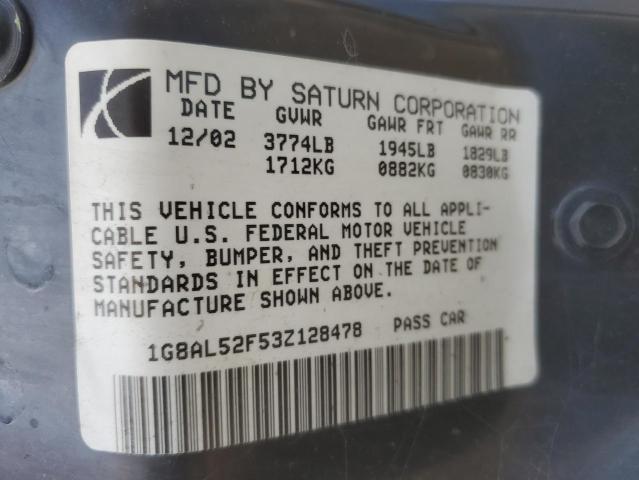 MFD BY SATURN CORPORATION
DATE GVWR GAWR FRT GAWR RR
12/02 3774LB 1945LB 1829LB
1712KG 0882KG 0830KG
THIS VEHICLE CONFORMS TO ALL APPLI-
CABLE U.S. FEDERAL MOTOR VEHICLE
SAFETY, BUMPER, AND THEFT PREVENTION
STANDARDS IN EFFECT ON THE DATE OF
MANUFACTURE SHOWN ABOVE.
1G8AL52F53Z128478 PASS CAR